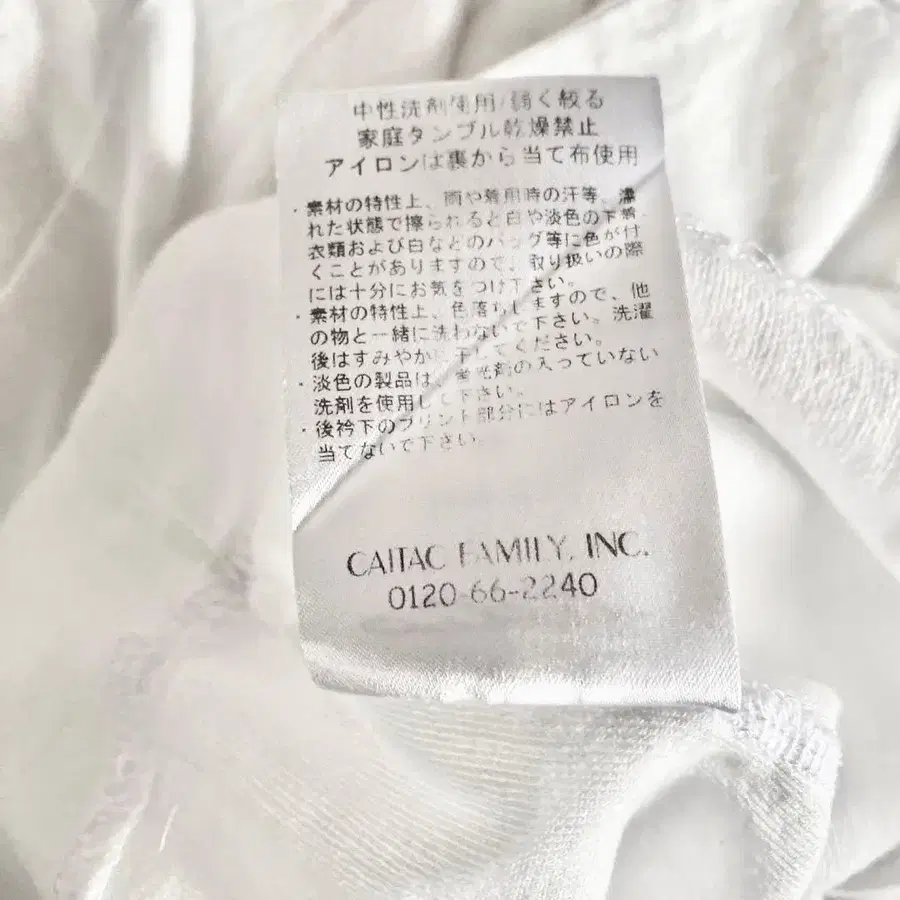 中性洗剤使用/弱く絞る
家庭タンブル乾燥禁止
アイロンは裏から当て布使用
・素材の特性上、雨や着用時の汗等、濡
れた状態で擦られると白や淡色の下着・
衣類および白などのバッグ等に色が付
くことがありますので、取り扱いの際
には十分にお気をつけ下さい。
・素材の特性上、色落ちしますので、他
の物と一緒に洗わないで下さい。洗濯
後はすみやかに干してください。
・淡色の製品は、蛍光剤の入っていない
洗剤を使用して下さい。
・後衿下のプリント部分にはアイロンを
当てないで下さい。
CAITAC FAMILY, INC.
0120-66-2240